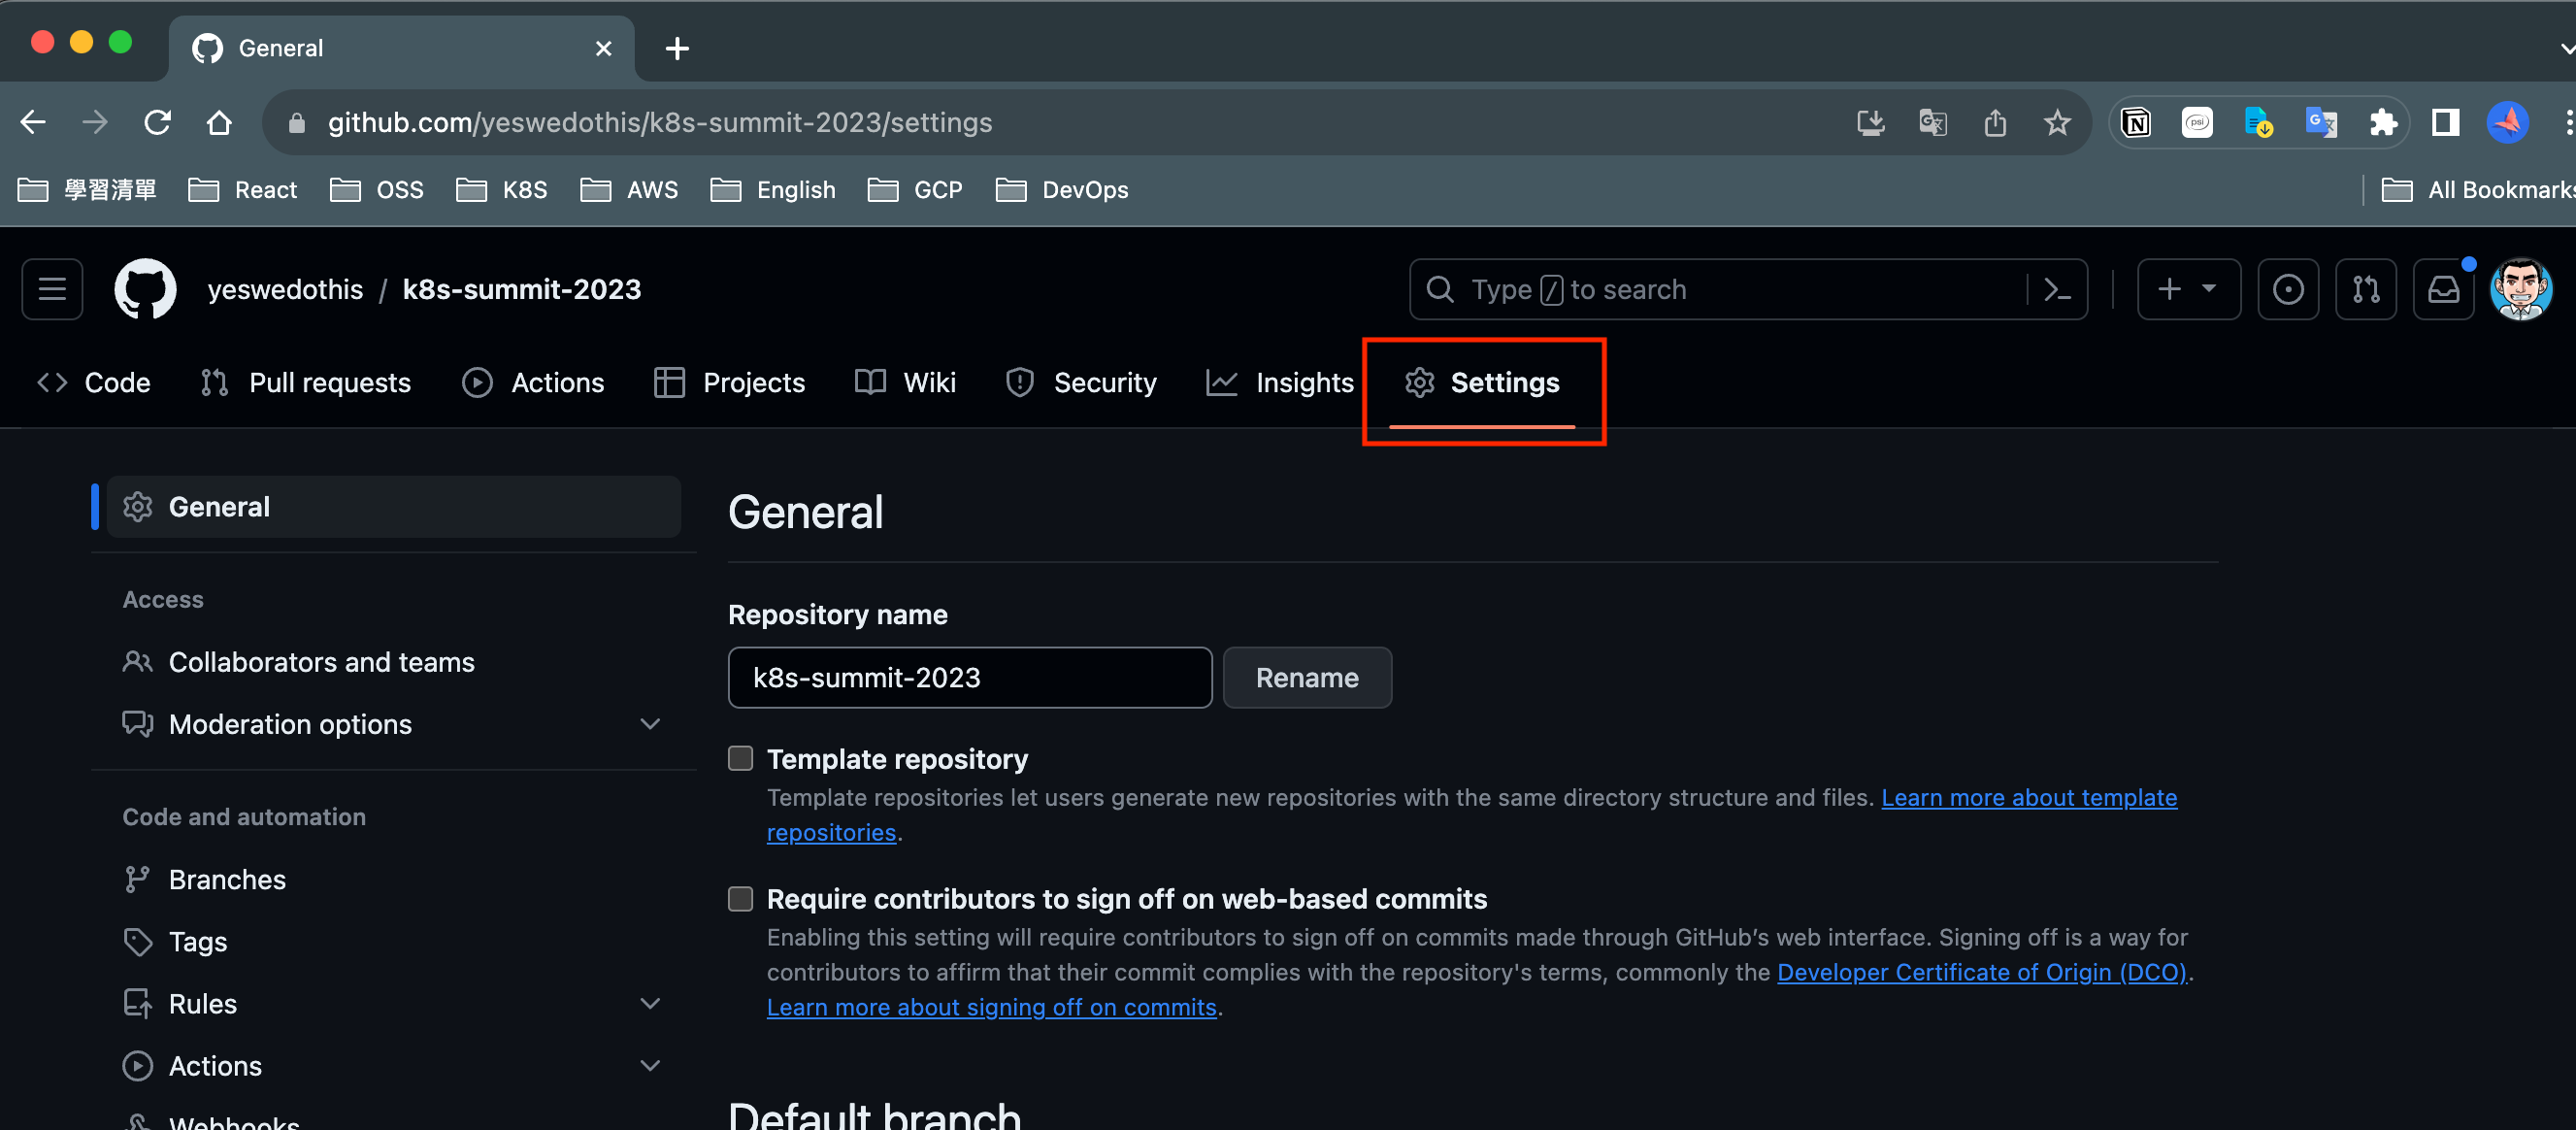 General
github.com/yeswedothis/k8s-summit-2023/settings
學習清單 React OSS K8S AWS English GCP DevOps All Bookmarks
yeswedothis / k8s-summit-2023 Type / to search
Code Pull requests Actions Projects Wiki Security Insights Settings
General
Access
Collaborators and teams
Moderation options
Code and automation
Branches
Tags
Rules
Actions
Webhooks
General
Repository name
k8s-summit-2023 Rename
Template repository
Template repositories let users generate new repositories with the same directory structure and files. Learn more about template
repositories.
Require contributors to sign off on web-based commits
Enabling this setting will require contributors to sign off on commits made through GitHub’s web interface. Signing off is a way for
contributors to affirm that their commit complies with the repository's terms, commonly the Developer Certificate of Origin (DCO).
Learn more about signing off on commits.
Default branch